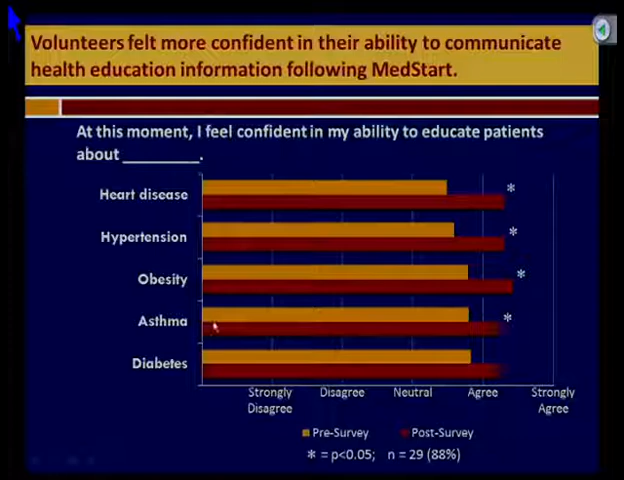 Volunteers felt more confident in their ability to communicate
health education information following MedStart.
At this moment, I feel confident in my ability to educate patients
about _________.
Heart disease
*
Hypertension
*
Obesity
*
Asthma
*
Diabetes
Strongly Disagree Neutral Agree Strongly
Disagree Agree
Pre-Survey Post-Survey
* = p<0.05; n = 29 (88%)